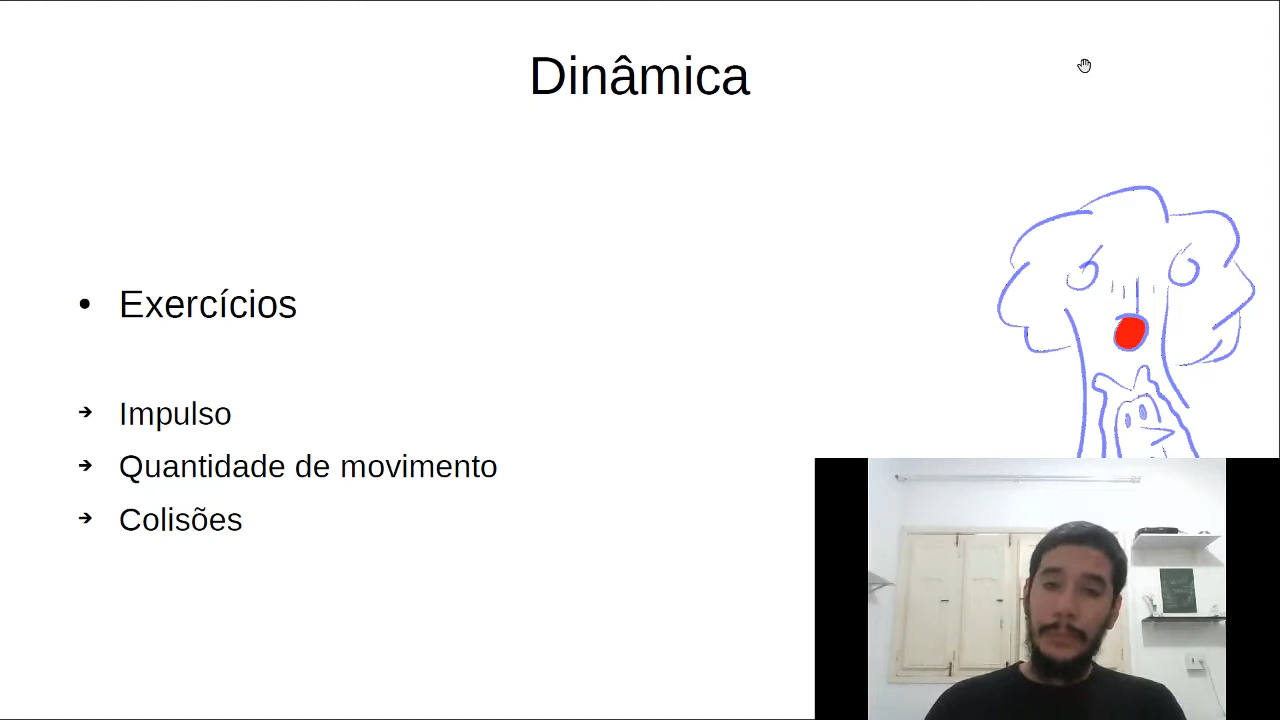 Dinâmica
• Exercícios
➔ Impulso
➔ Quantidade de movimento
➔ Colisões